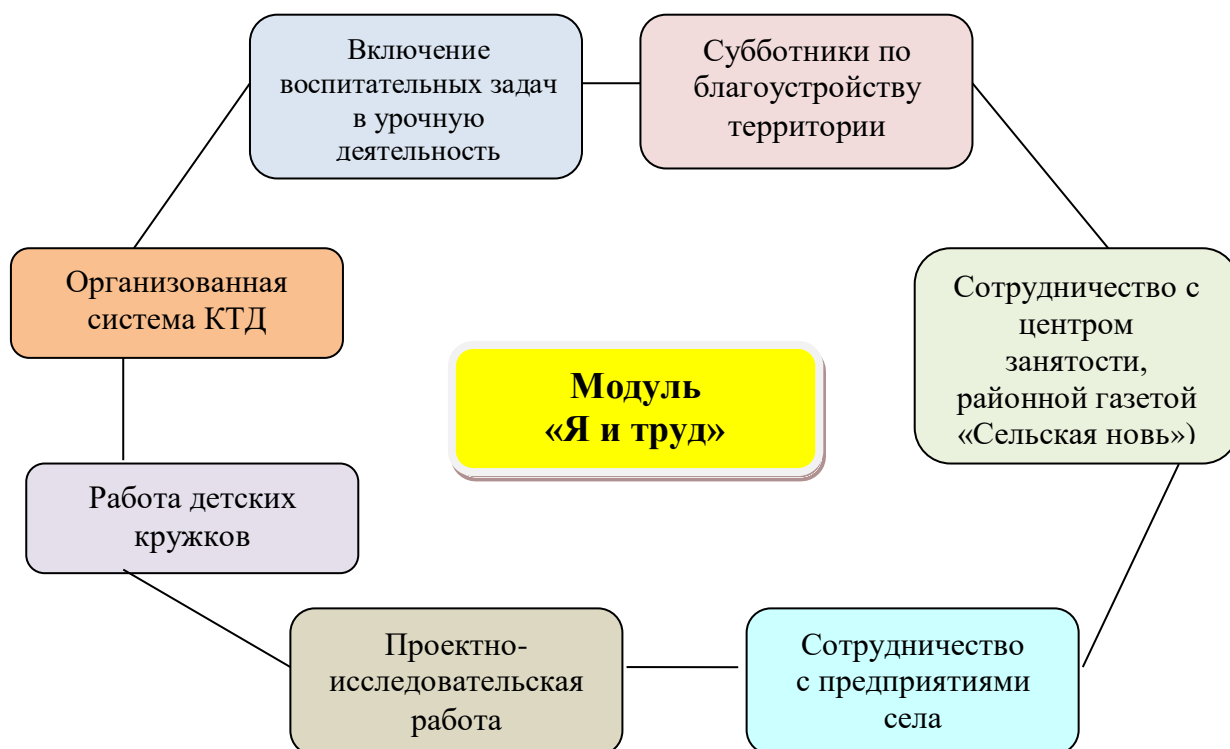 Включение
воспитательных задач
в урочную
деятельность
Субботники по
благоустройству
территории
Организованная
система КТД
Сотрудничество с
центром
занятости,
районной газетой
«Сельская новь»)
Модуль
«Я и труд»
Работа детских
кружков
Проектно-
исследовательская
работа
Сотрудничество
с предприятиями
села